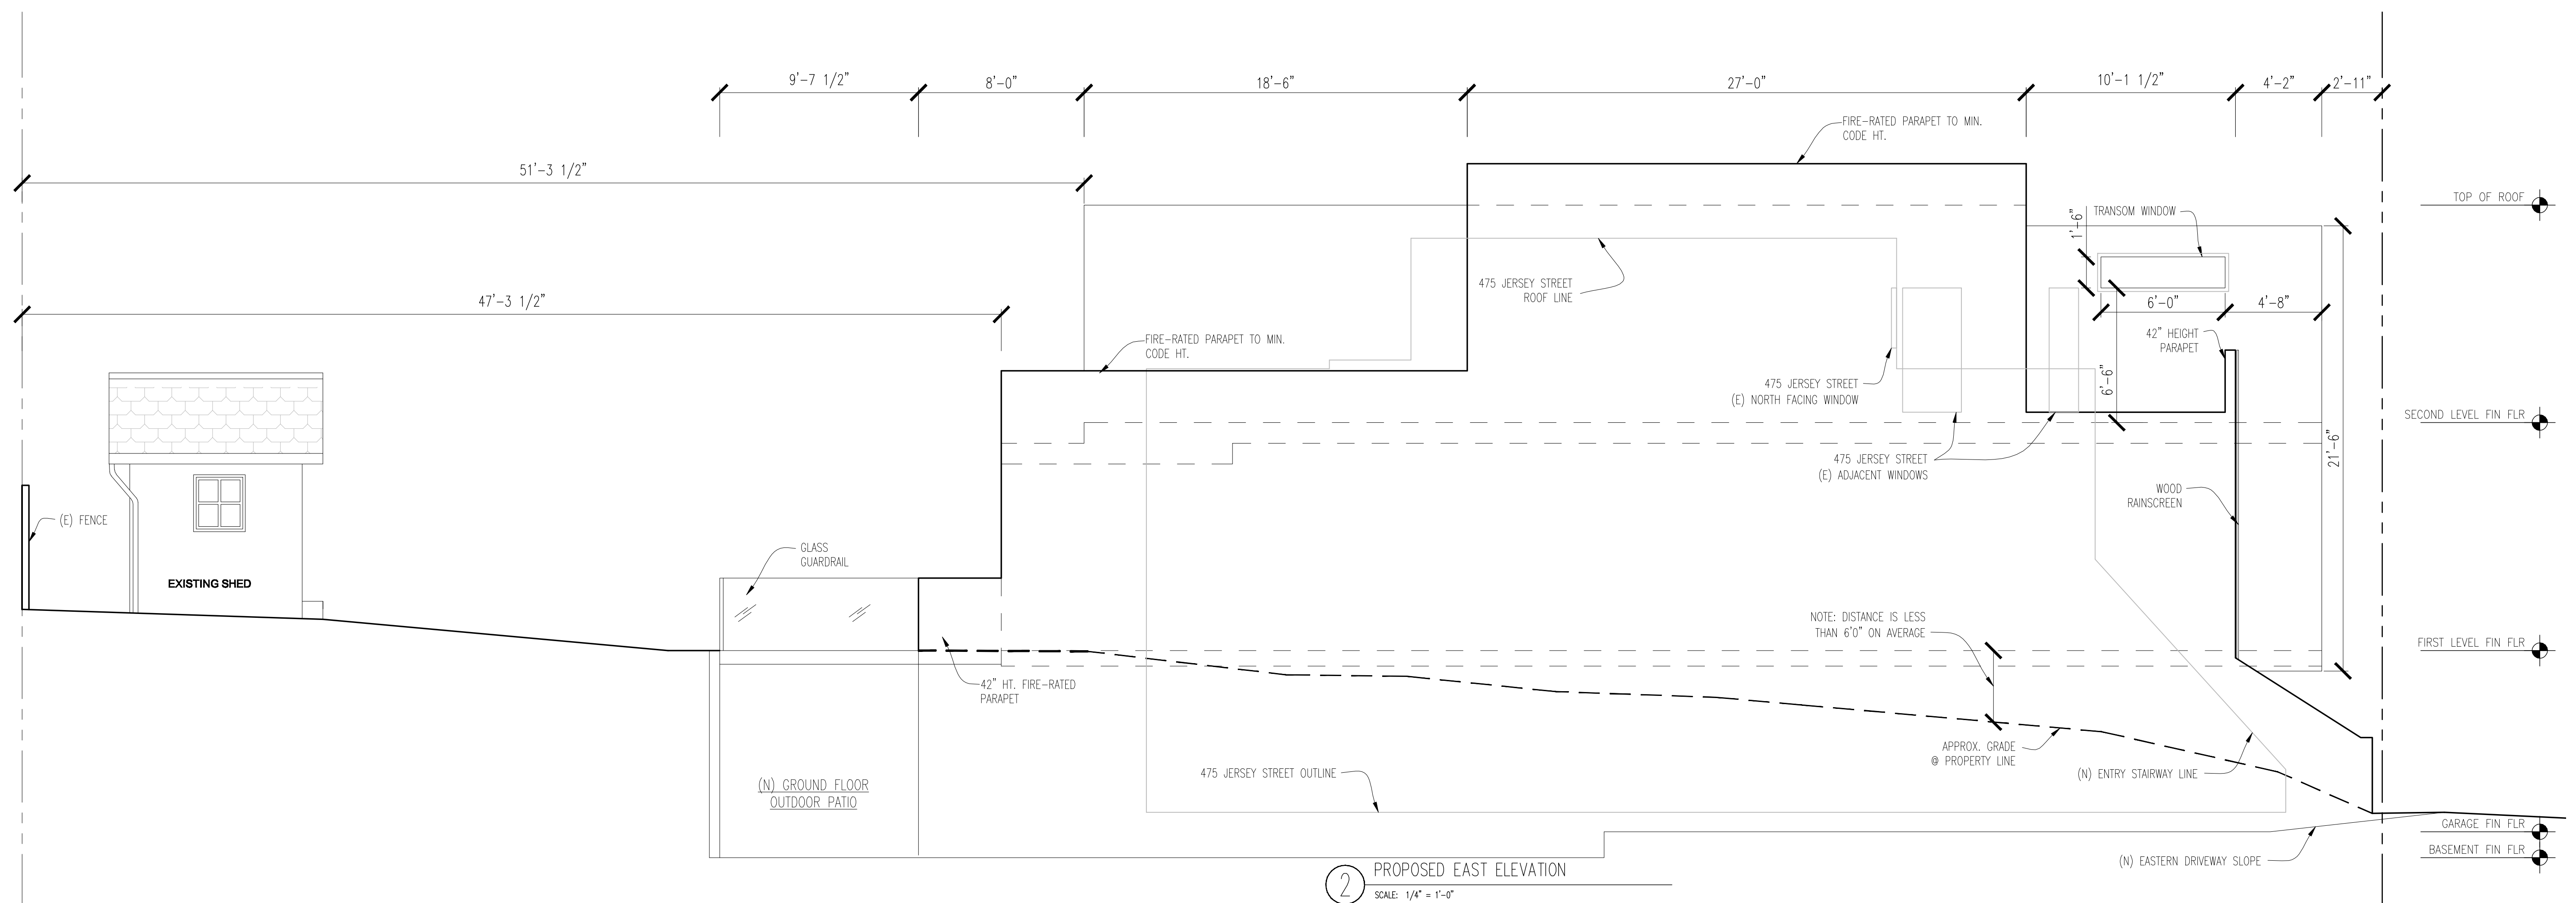 9'-7 1/2"
8'-0"
18'-6"
27'-0"
10'-1 1/2"
4'-2"
2'-11"
FIRE-RATED PARAPET TO MIN.
CODE HT.
51'-3 1/2"
TOP OF ROOF
TRANSOM WINDOW
1'-6"
475 JERSEY STREET
ROOF LINE
47'-3 1/2"
6'-0"
4'-8"
FIRE-RATED PARAPET TO MIN.
CODE HT.
42" HEIGHT
PARAPET
475 JERSEY STREET
(E) NORTH FACING WINDOW
6'-6"
SECOND LEVEL FIN FLR
21'-6"
475 JERSEY STREET
(E) ADJACENT WINDOWS
WOOD
RAINSCREEN
(E) FENCE
GLASS
GUARDRAIL
EXISTING SHED
NOTE: DISTANCE IS LESS
THAN 6'0" ON AVERAGE
FIRST LEVEL FIN FLR
42" HT. FIRE-RATED
PARAPET
APPROX. GRADE
@ PROPERTY LINE
475 JERSEY STREET OUTLINE
(N) ENTRY STAIRWAY LINE
(N) GROUND FLOOR
OUTDOOR PATIO
GARAGE FIN FLR
BASEMENT FIN FLR
(N) EASTERN DRIVEWAY SLOPE
2
PROPOSED EAST ELEVATION
SCALE: 1/4" = 1'-0"